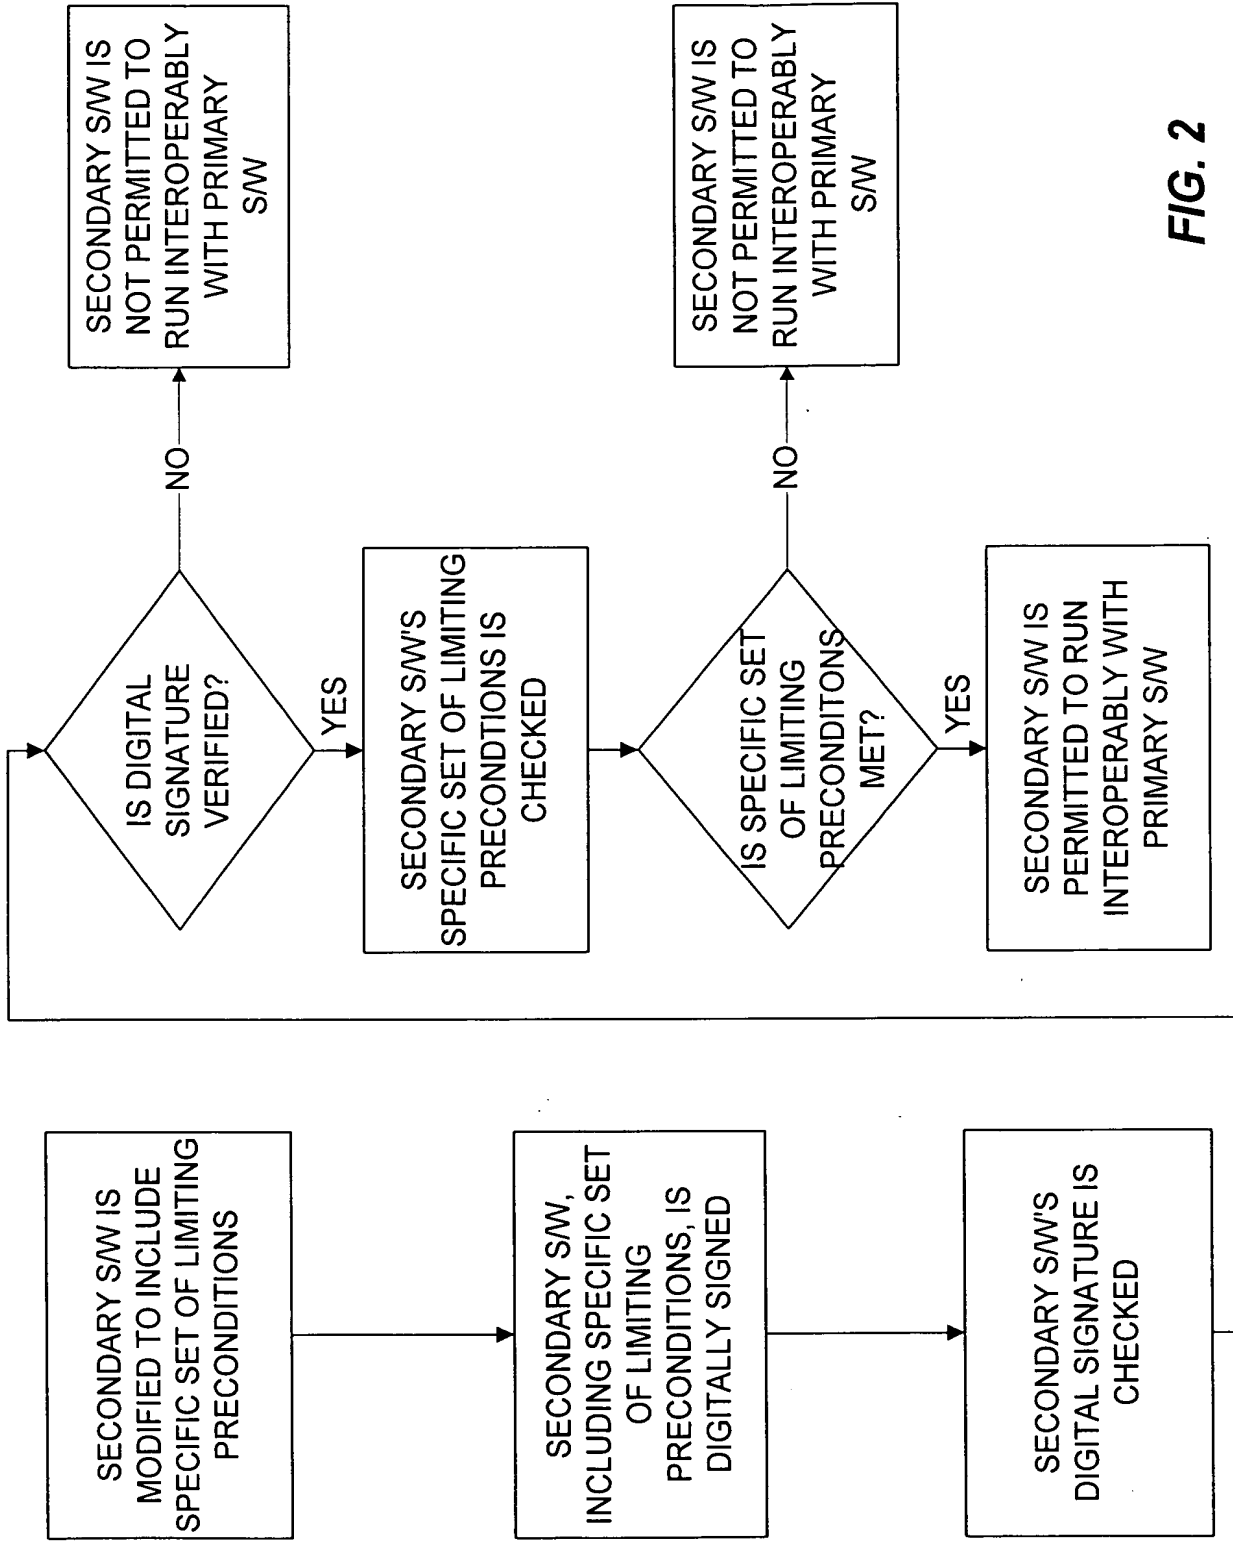 SECONDARY S/W IS
MODIFIED TO INCLUDE
SPECIFIC SET OF LIMITING
PRECONDITIONS
SECONDARY S/W,
INCLUDING SPECIFIC SET
OF LIMITING
PRECONDITIONS, IS
DIGITALLY SIGNED
SECONDARY S/W'S
DIGITAL SIGNATURE IS
CHECKED
IS DIGITAL
SIGNATURE
VERIFIED?
NO
SECONDARY S/W IS
NOT PERMITTED TO
RUN INTEROPERABLY
WITH PRIMARY
S/W
YES
SECONDARY S/W'S
SPECIFIC SET OF LIMITING
PRECONDITIONS IS
CHECKED
IS SPECIFIC SET
OF LIMITING
PRECONDITONS
MET?
NO
SECONDARY S/W IS
NOT PERMITTED TO
RUN INTEROPERABLY
WITH PRIMARY
S/W
YES
SECONDARY S/W IS
PERMITTED TO RUN
INTEROPERABLY WITH
PRIMARY S/W
FIG. 2